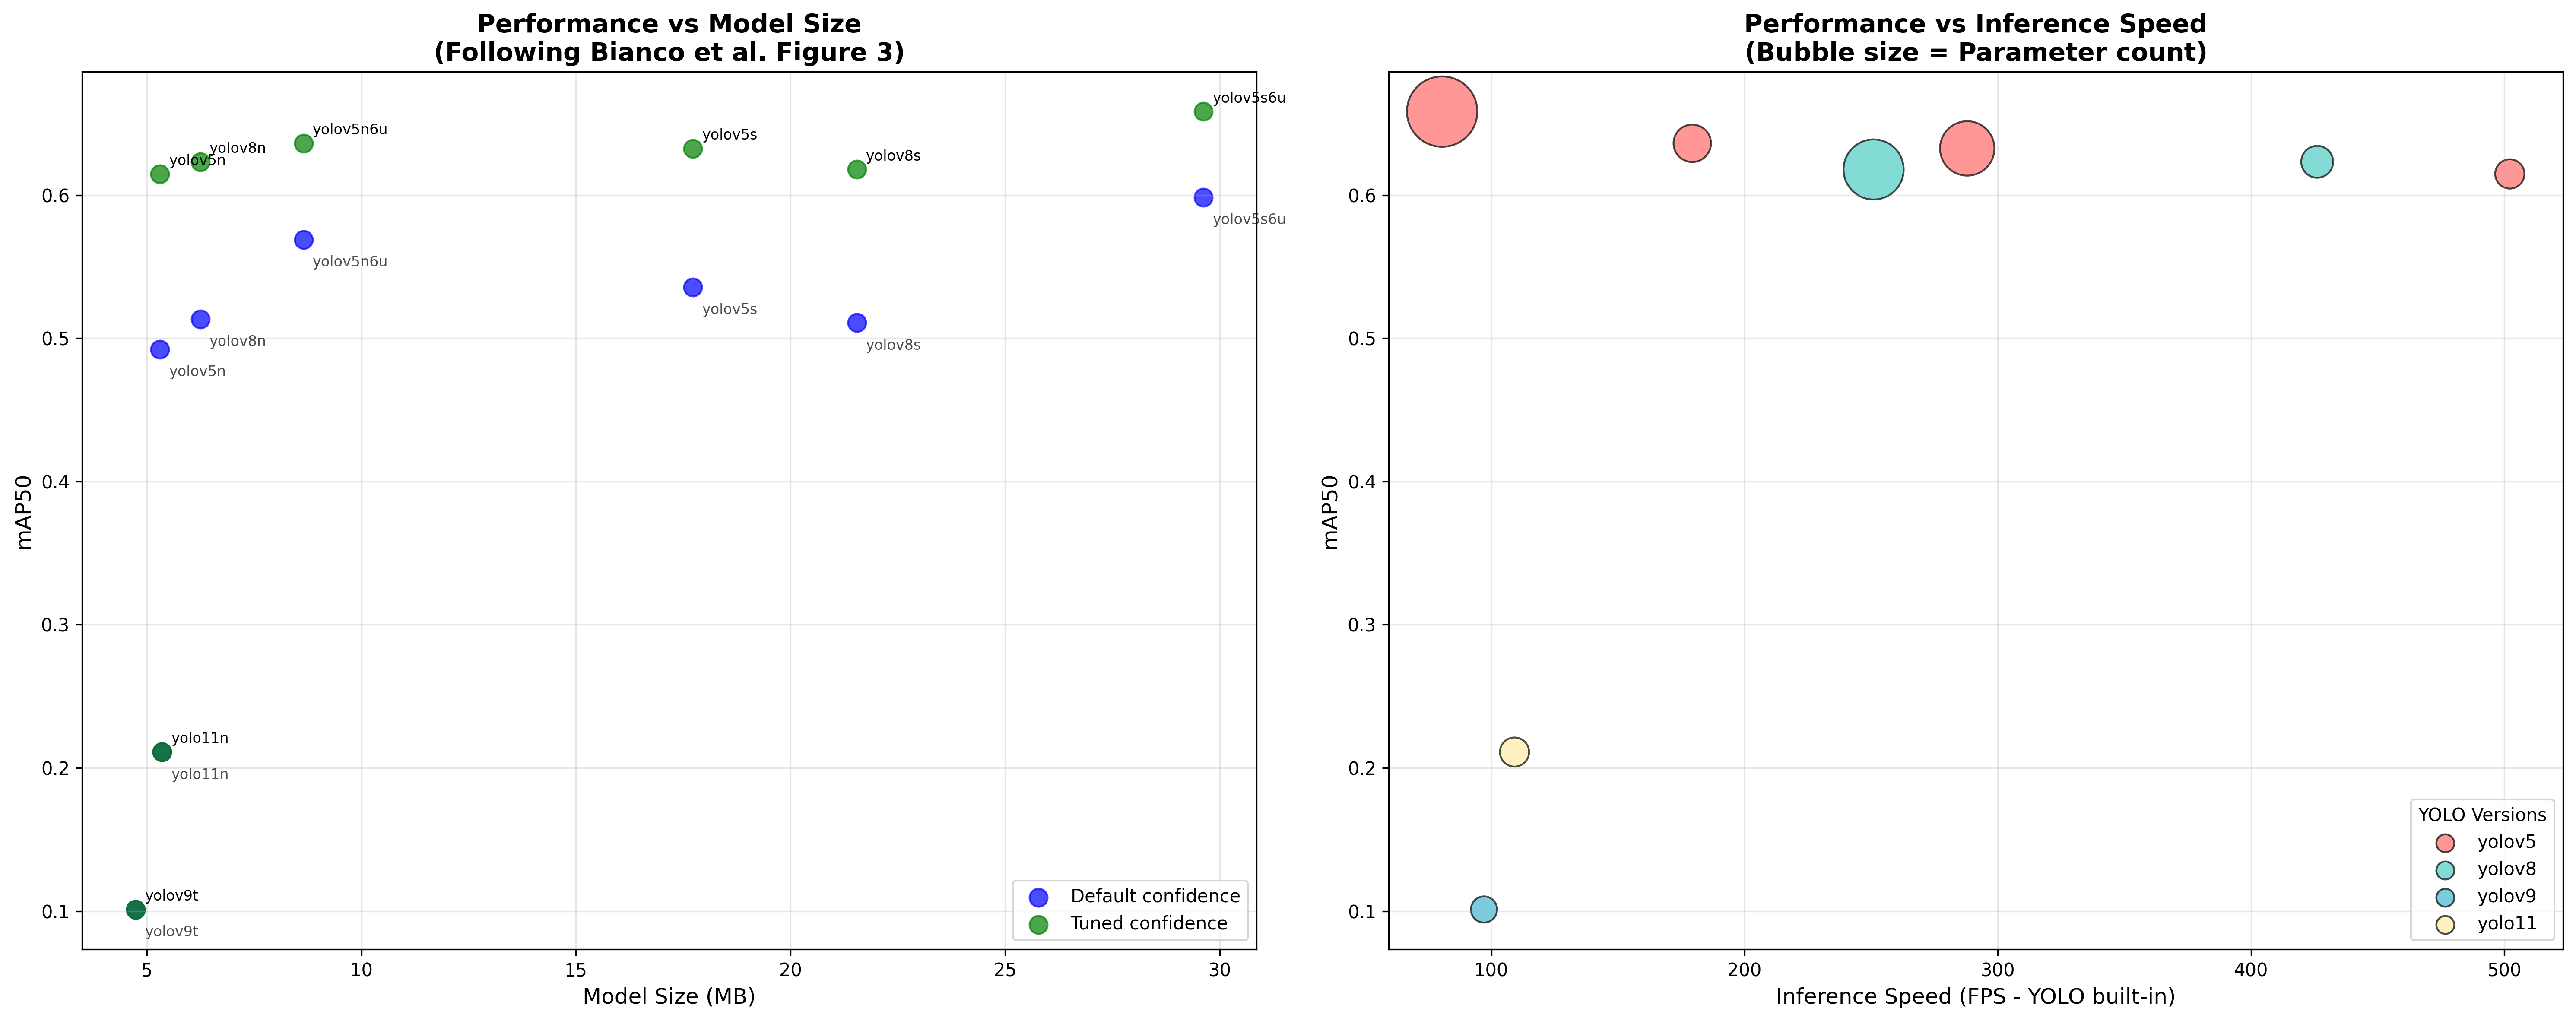 Performance vs Model Size
(Following Bianco et al. Figure 3)
yolov5s6u
yolov5n6u
yolov5s
yolov8n
yolov5n
yolov8s
0.6
yolov5s6u
yolov5n6u
yolov5s
0.5
yolov8n
yolov8s
yolov5n
0.4
mAP50
0.3
yolo11n
0.2
yolo11n
yolov9t
0.1
yolov9t
Default confidence
Tuned confidence
5
10
15
20
25
30
Model Size (MB)
Performance vs Inference Speed
(Bubble size = Parameter count)
0.6
0.5
0.4
mAP50
0.3
0.2
0.1
YOLO Versions
yolov5
yolov8
yolov9
yolo11
100
200
300
400
500
Inference Speed (FPS - YOLO built-in)